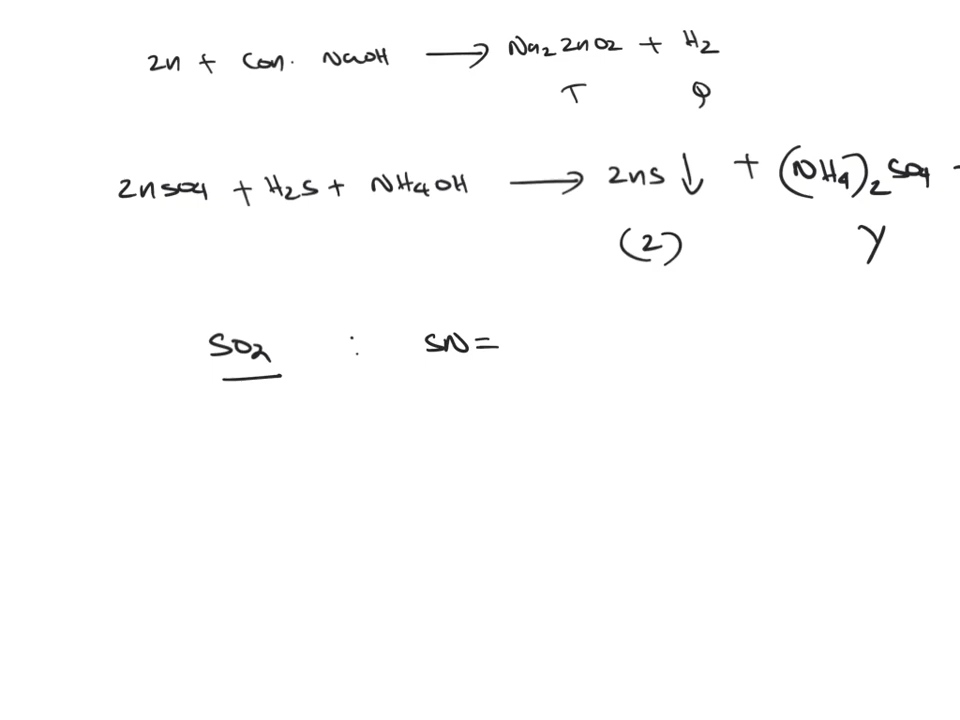 Zn + Con. NaOH → Na2ZnO2 + H2
T Q
ZnSO4 + H2S + NH4OH → ZnS ↓ + (NH4)2SO4 +
(Z) Y
SO2 : SN =